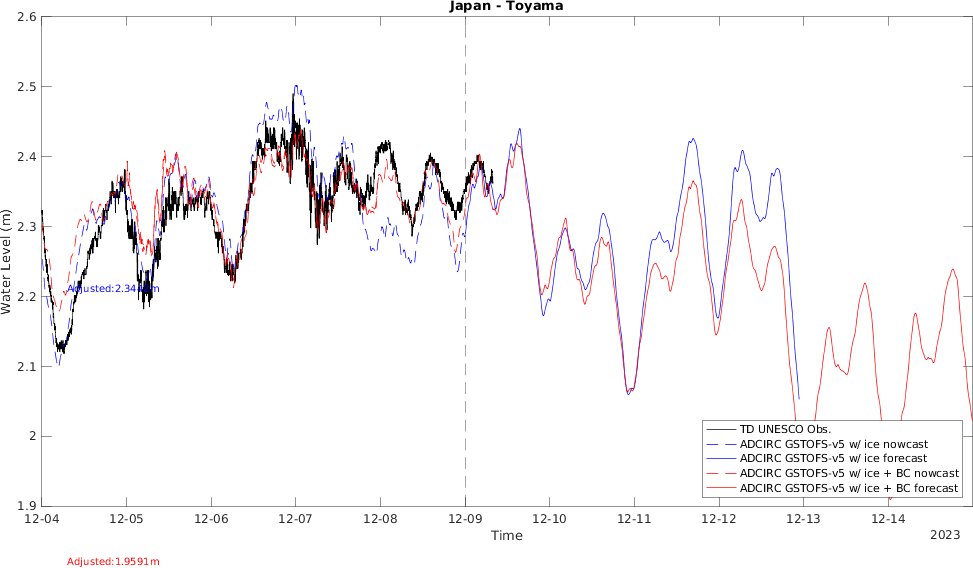 Japan - Toyama
2.6
2.5
2.4
2.3
2.2
2.1
2
1.9
Water Level (m)
12-04
12-05
12-06
12-07
12-08
12-09
12-10
12-11
12-12
12-13
12-14
Time
2023
TD UNESCO Obs.
ADCIRC GSTOFS-v5 w/ ice nowcast
ADCIRC GSTOFS-v5 w/ ice forecast
ADCIRC GSTOFS-v5 w/ ice + BC nowcast
ADCIRC GSTOFS-v5 w/ ice + BC forecast
Adjusted:1.9591m